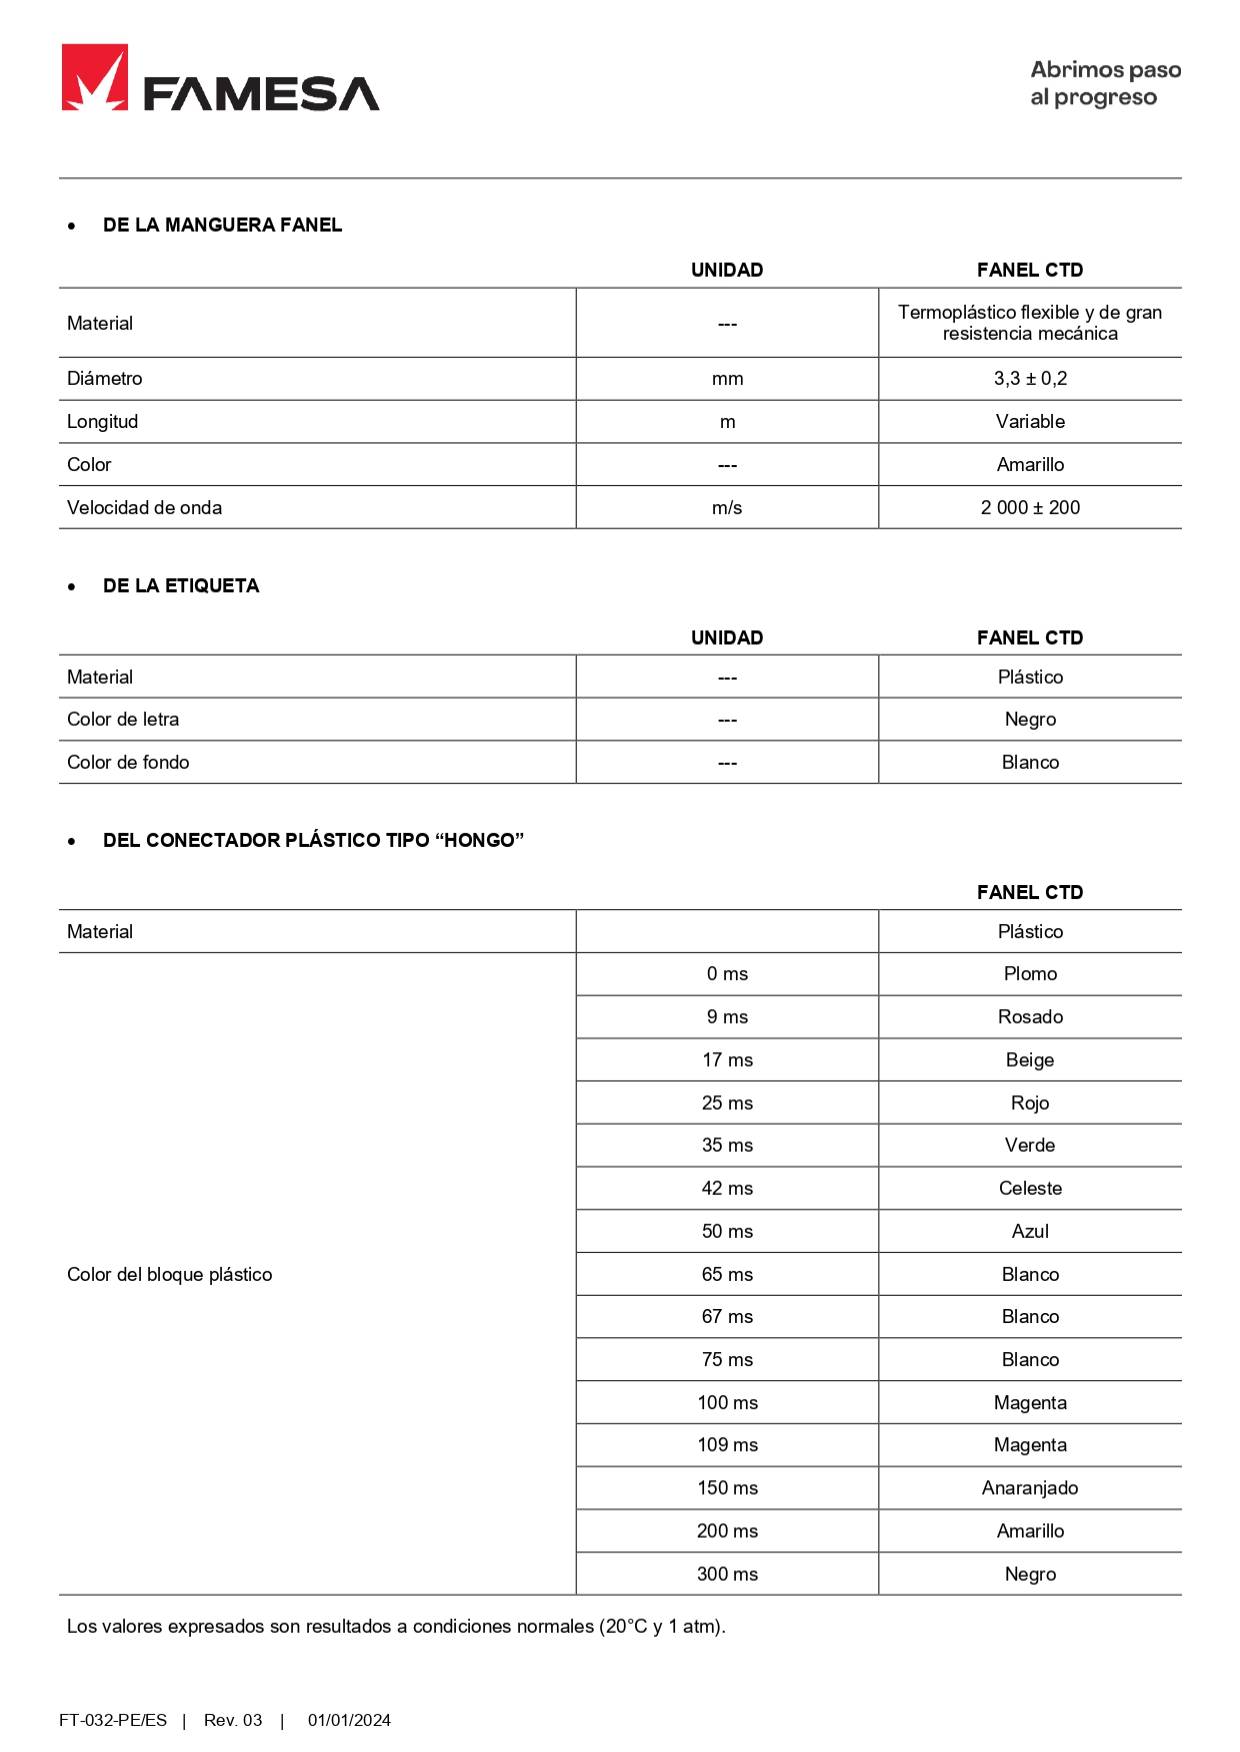 FAMESA
Abrimos paso
al progreso
• DE LA MANGUERA FANEL
UNIDAD FANEL CTD
Material --- Termoplástico flexible y de gran
resistencia mecánica
Diámetro mm 3,3 ± 0,2
Longitud m Variable
Color --- Amarillo
Velocidad de onda m/s 2 000 ± 200
• DE LA ETIQUETA
UNIDAD FANEL CTD
Material --- Plástico
Color de letra --- Negro
Color de fondo --- Blanco
• DEL CONECTADOR PLÁSTICO TIPO “HONGO”
FANEL CTD
Material Plástico
0 ms Plomo
9 ms Rosado
17 ms Beige
25 ms Rojo
35 ms Verde
42 ms Celeste
50 ms Azul
Color del bloque plástico 65 ms Blanco
67 ms Blanco
75 ms Blanco
100 ms Magenta
109 ms Magenta
150 ms Anaranjado
200 ms Amarillo
300 ms Negro
Los valores expresados son resultados a condiciones normales (20°C y 1 atm).
FT-032-PE/ES | Rev. 03 | 01/01/2024